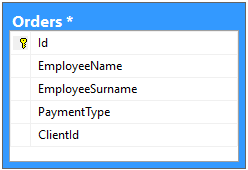 Orders *
Id
EmployeeName
EmployeeSurname
PaymentType
ClientId